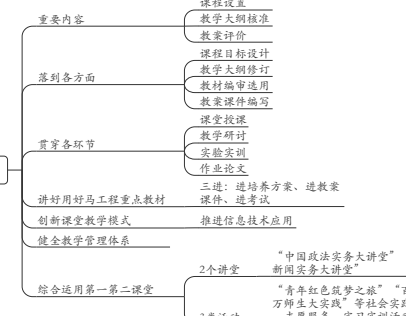 课程设置
重要内容
教学大纲核准
教案评价
课程目标设计
落到各方面
教学大纲修订
教材编审选用
教案课件编写
课堂授课
教学研讨
贯穿各环节
实验实训
作业论文
三进：进培养方案、进教案
课件、进考试
讲好用好马工程重点教材
创新课堂教学模式
推进信息技术应用
健全教学管理体系
“中国政法实务大讲堂”
2个讲堂
新闻实务大讲堂”
综合运用第一第二课堂
“青年红色筑梦之旅”
万师生大实践”等社会实践